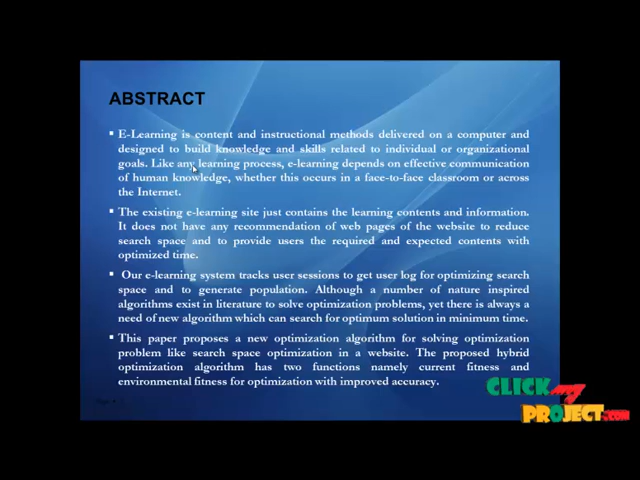 ABSTRACT
▪ E-Learning is content and instructional methods delivered on a computer and
designed to build knowledge and skills related to individual or organizational
goals. Like any learning process, e-learning depends on effective communication
of human knowledge, whether this occurs in a face-to-face classroom or across
the Internet.
▪ The existing e-learning site just contains the learning contents and information.
It does not have any recommendation of web pages of the website to reduce
search space and to provide users the required and expected contents with
optimized time.
▪ Our e-learning system tracks user sessions to get user log for optimizing search
space and to generate population. Although a number of nature inspired
algorithms exist in literature to solve optimization problems, yet there is always a
need of new algorithm which can search for optimum solution in minimum time.
▪ This paper proposes a new optimization algorithm for solving optimization
problem like search space optimization in a website. The proposed hybrid
optimization algorithm has two functions namely current fitness and
environmental fitness for optimization with improved accuracy.
CLICK my
PROJECT.COM